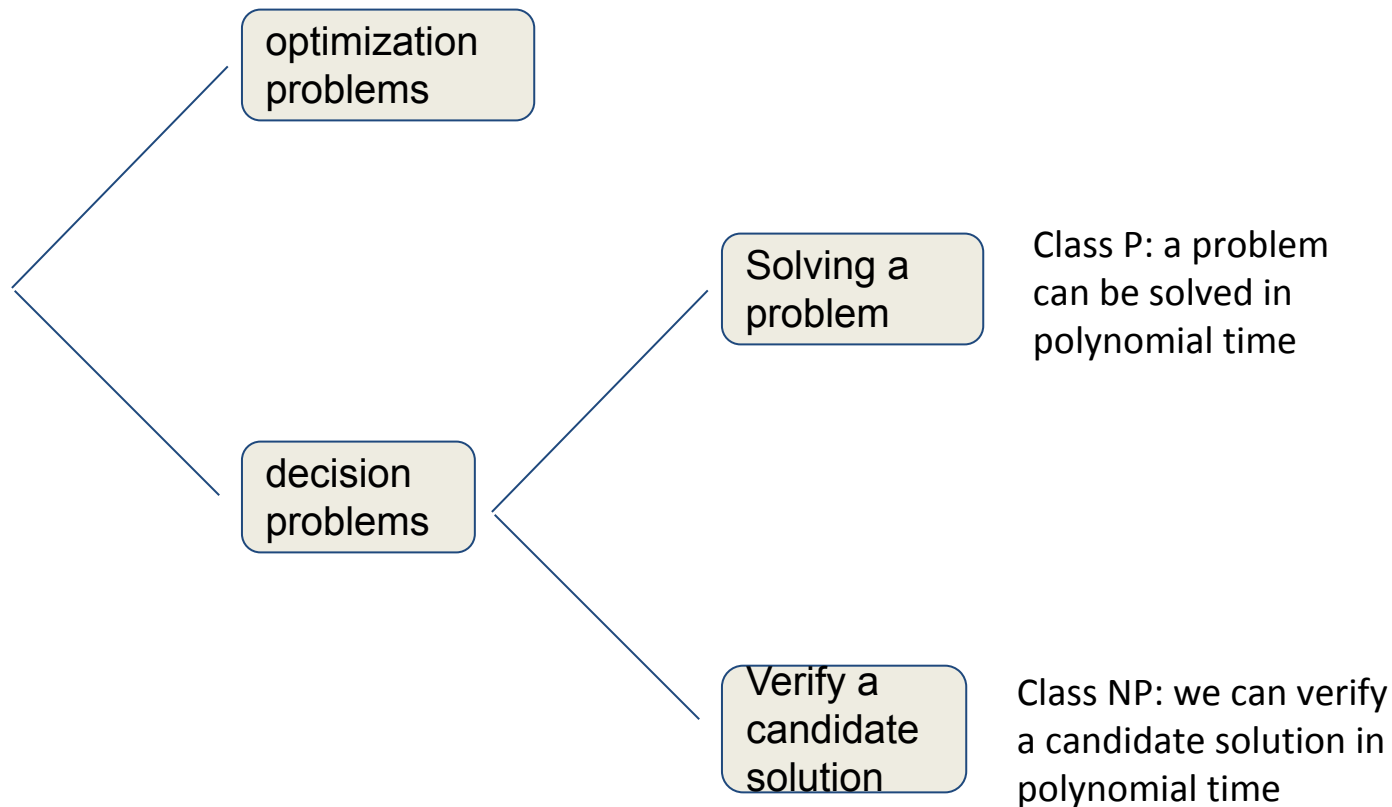 optimization
problems
Solving a
problem
Class P: a problem
can be solved in
polynomial time
decision
problems
Verify a
candidate
solution
Class NP: we can verify
a candidate solution in
polynomial time